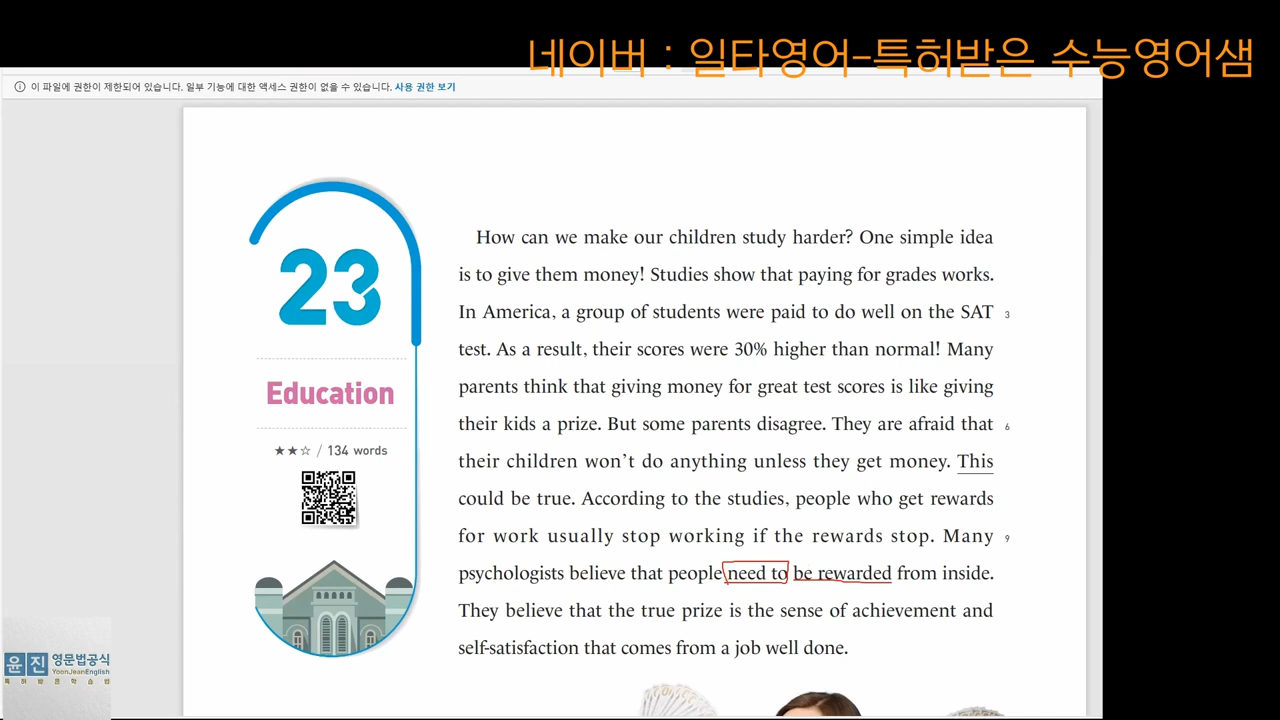 네이버 : 일타영어-특허받은 수능영어샘
이 파일에 권한이 제한되어 있습니다. 일부 기능에 대한 액세스 권한이 없을 수 있습니다. 사용 권한 보기
23
Education
★★☆ / 134 words
How can we make our children study harder? One simple idea
is to give them money! Studies show that paying for grades works.
In America, a group of students were paid to do well on the SAT 3
test. As a result, their scores were 30% higher than normal! Many
parents think that giving money for great test scores is like giving
their kids a prize. But some parents disagree. They are afraid that 6
their children won't do anything unless they get money. This
could be true. According to the studies, people who get rewards
for work usually stop working if the rewards stop. Many 9
psychologists believe that people need to be rewarded from inside.
They believe that the true prize is the sense of achievement and
self-satisfaction that comes from a job well done.
윤진 영문법공식
YoonJeanEnglish
특허받은학습법